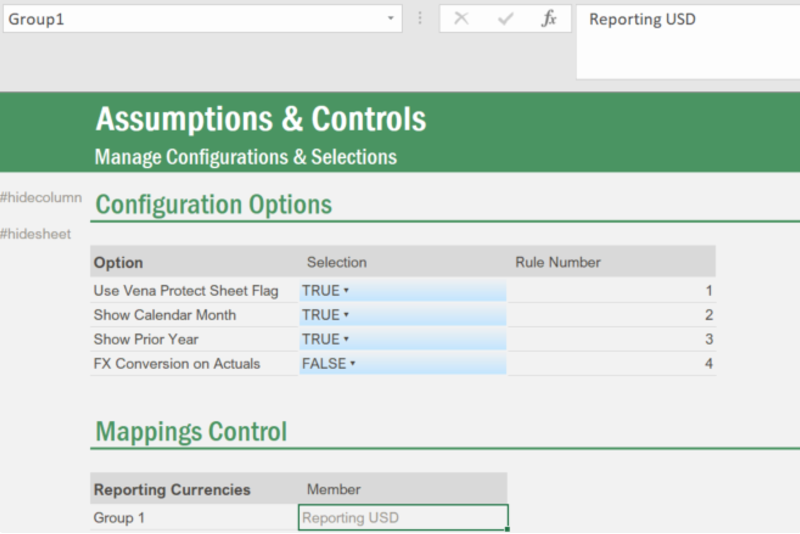 Group1 fx Reporting USD
Assumptions & Controls
Manage Configurations & Selections
#hidecolumn
Configuration Options
#hidesheet
Option Selection Rule Number
Use Vena Protect Sheet Flag TRUE 1
Show Calendar Month TRUE 2
Show Prior Year TRUE 3
FX Conversion on Actuals FALSE 4
Mappings Control
Reporting Currencies Member
Group 1 Reporting USD